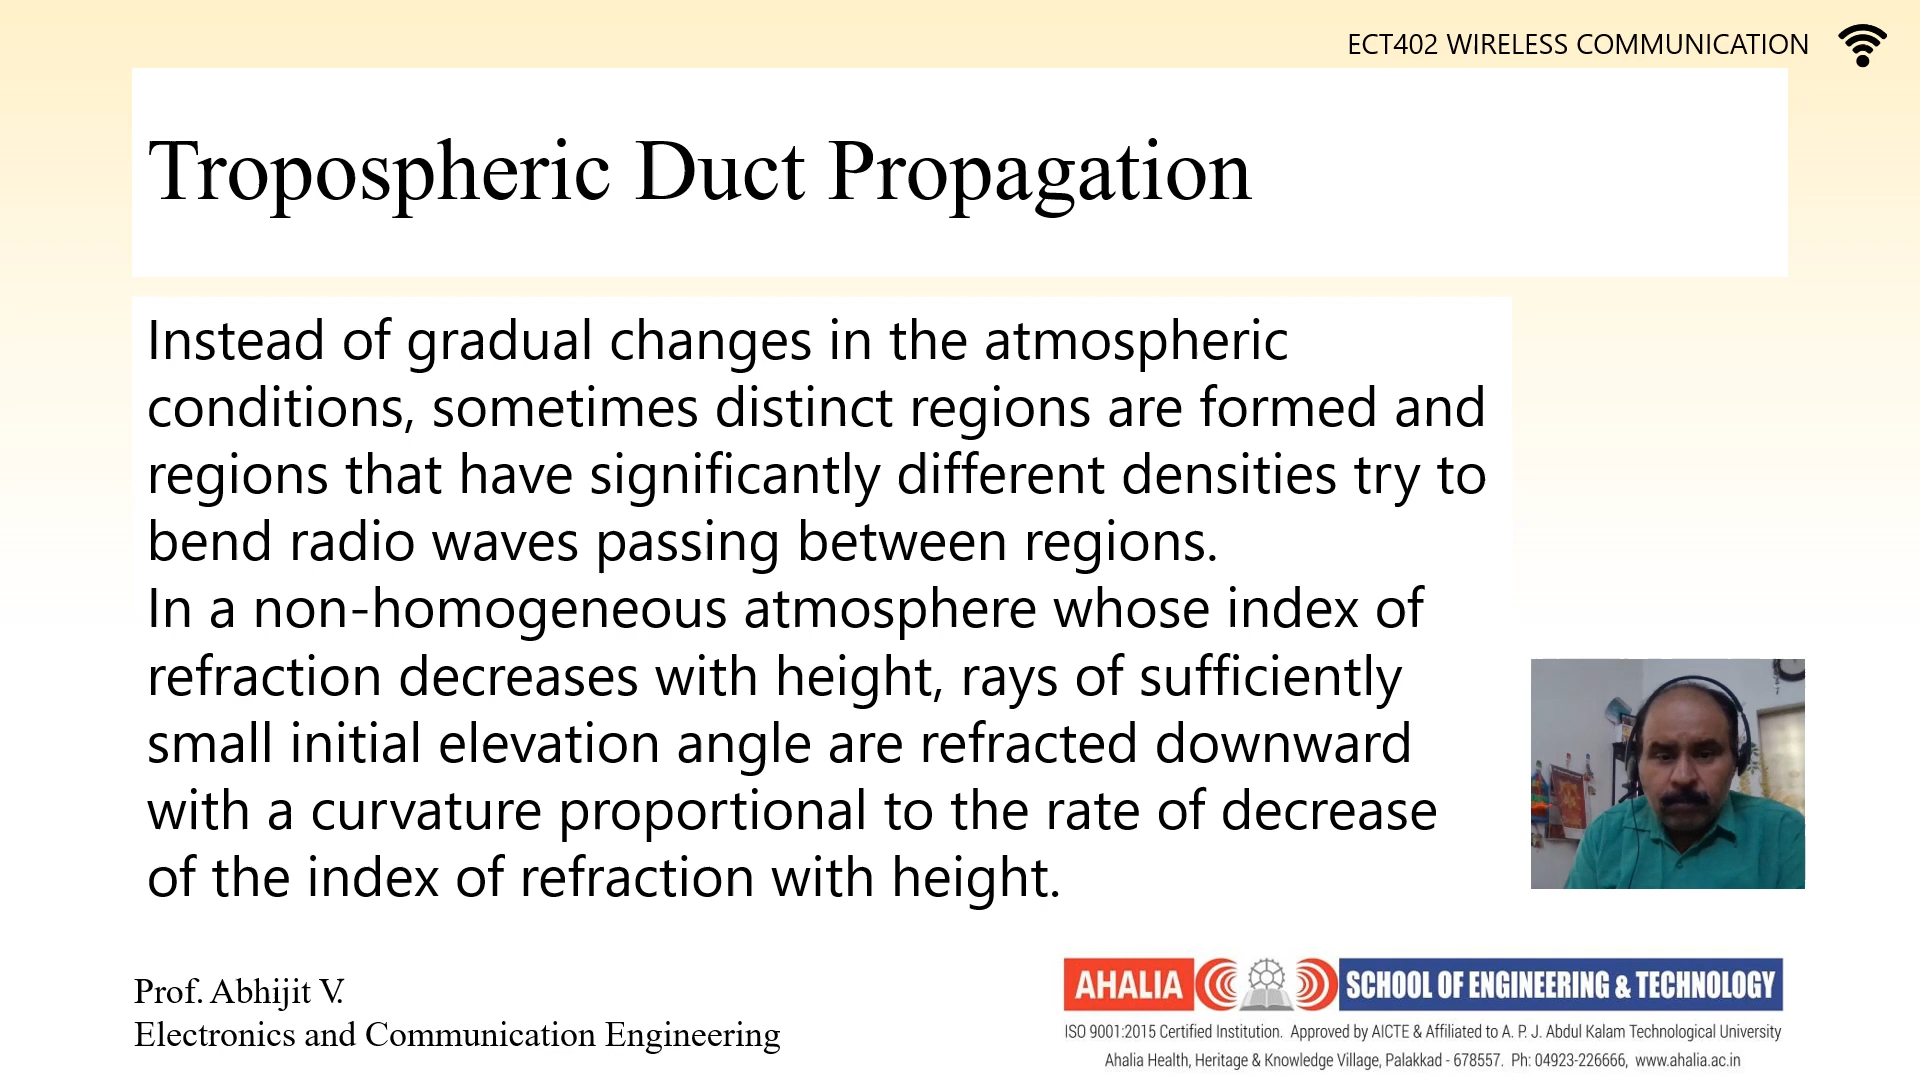 ECT402 WIRELESS COMMUNICATION
Tropospheric Duct Propagation
Instead of gradual changes in the atmospheric
conditions, sometimes distinct regions are formed and
regions that have significantly different densities try to
bend radio waves passing between regions.
In a non-homogeneous atmosphere whose index of
refraction decreases with height, rays of sufficiently
small initial elevation angle are refracted downward
with a curvature proportional to the rate of decrease
of the index of refraction with height.
Prof. Abhijit V.
Electronics and Communication Engineering
AHALIA SCHOOL OF ENGINEERING & TECHNOLOGY
ISO 9001:2015 Certified Institution. Approved by AICTE & Affiliated to A. P. J. Abdul Kalam Technological University
Ahalia Health, Heritage & Knowledge Village, Palakkad - 678557. Ph: 04923-226666, www.ahalia.ac.in